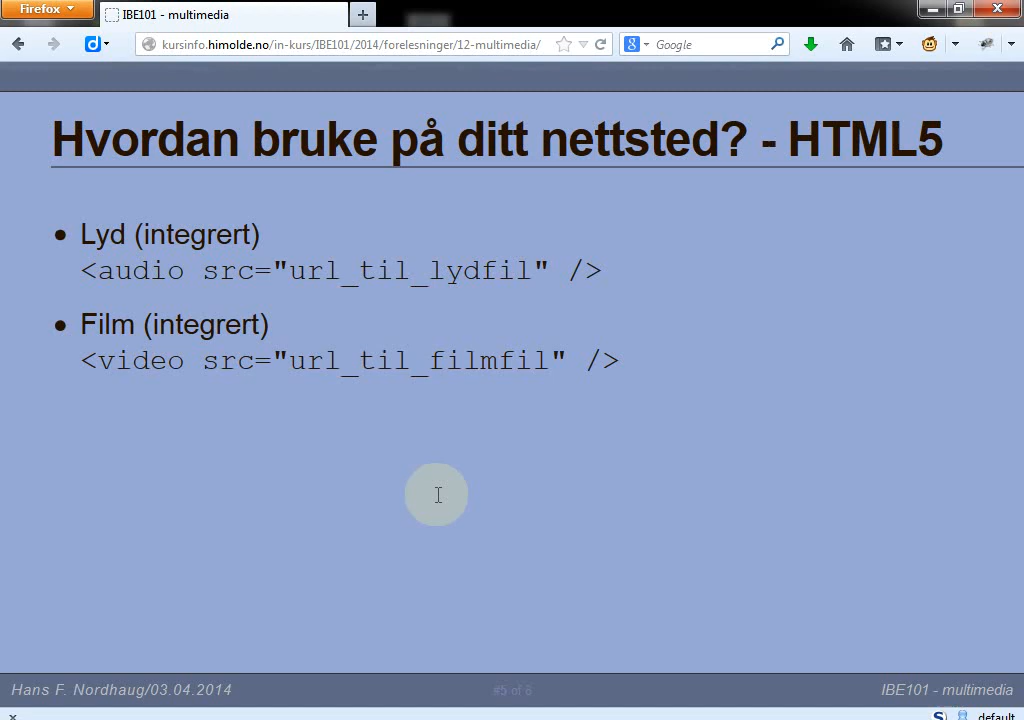 Firefox
IBE101 - multimedia
kursinfo.himolde.no/in-kurs/IBE101/2014/forelesninger/12-multimedia/
Google
Hvordan bruke på ditt nettsted? - HTML5
Lyd (integrert)
<audio src="url_til_lydfil" />
Film (integrert)
<video src="url_til_filmfil" />
Hans F. Nordhaug/03.04.2014
#5 of 6
IBE101 - multimedia
default